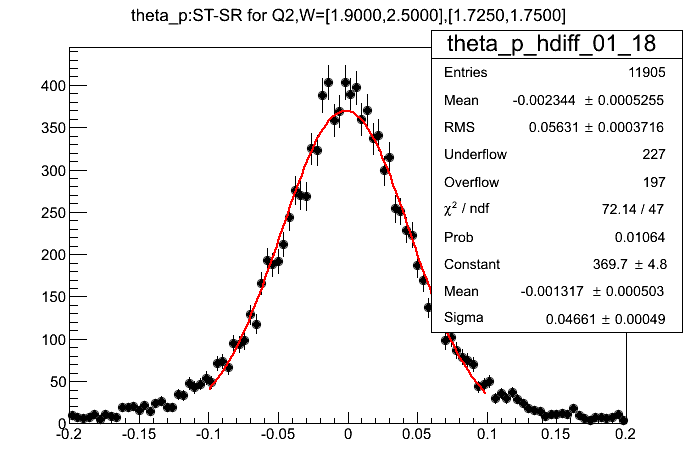 theta_p:ST-SR for Q2,W=[1.9000,2.5000],[1.7250,1.7500]
theta_p_hdiff_01_18
Entries 11905
Mean -0.002344 ± 0.0005255
RMS 0.05631 ± 0.0003716
Underflow 227
Overflow 197
χ² / ndf 72.14 / 47
Prob 0.01064
Constant 369.7 ± 4.8
Mean -0.001317 ± 0.000503
Sigma 0.04661 ± 0.00049
400
350
300
250
200
150
100
50
0
-0.2 -0.15 -0.1 -0.05 0 0.05 0.1 0.15 0.2